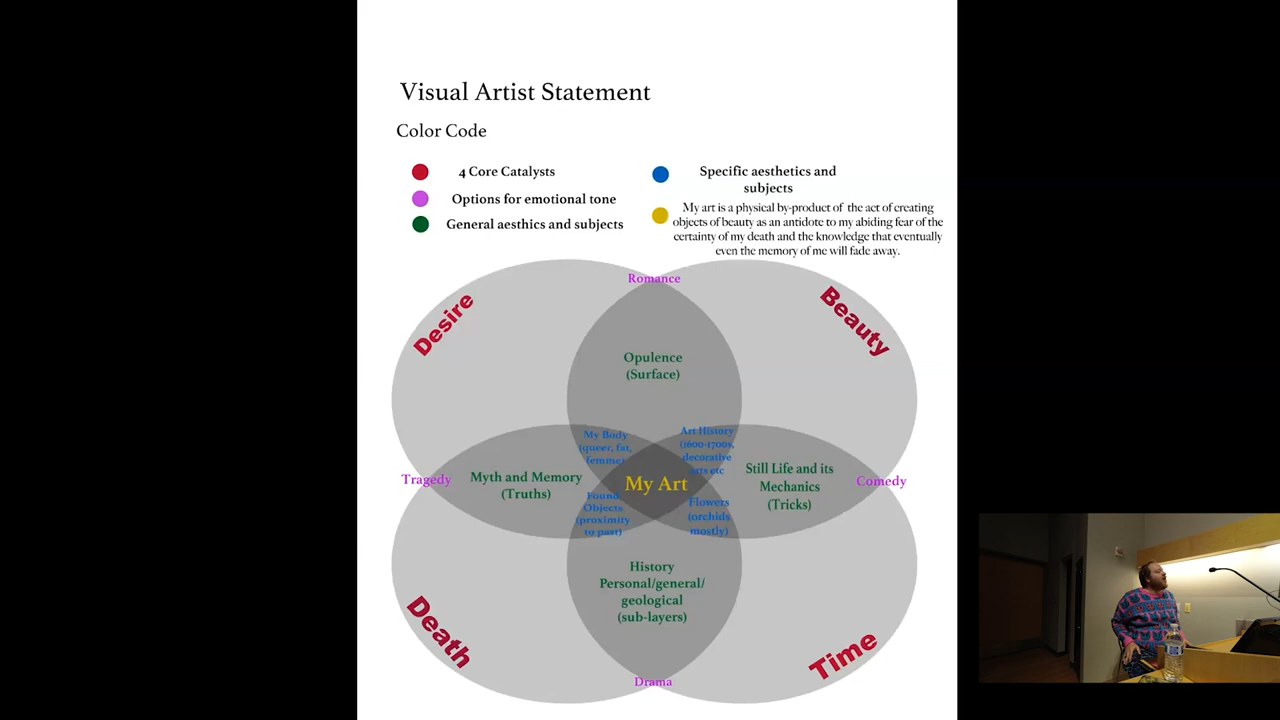 Visual Artist Statement
Color Code
4 Core Catalysts
Options for emotional tone
General aesthics and subjects
Specific aesthetics and
subjects
My art is a physical by-product of the act of creating
objects of beauty as an antidote to my abiding fear of the
certainty of my death and the knowledge that eventually
even the memory of me will fade away.
Romance
Desire
Beauty
Opulence
(Surface)
My Body
(queer, fat,
femme)
Art History
(1600-1700s,
decorative
arts etc
Tragedy
Myth and Memory
(Truths)
My Art
Still Life and its
Mechanics
(Tricks)
Comedy
Found
Objects
(proximity
to past)
Flowers
(orchids
mostly)
History
Personal/general/
geological
(sub-layers)
Death
Time
Drama